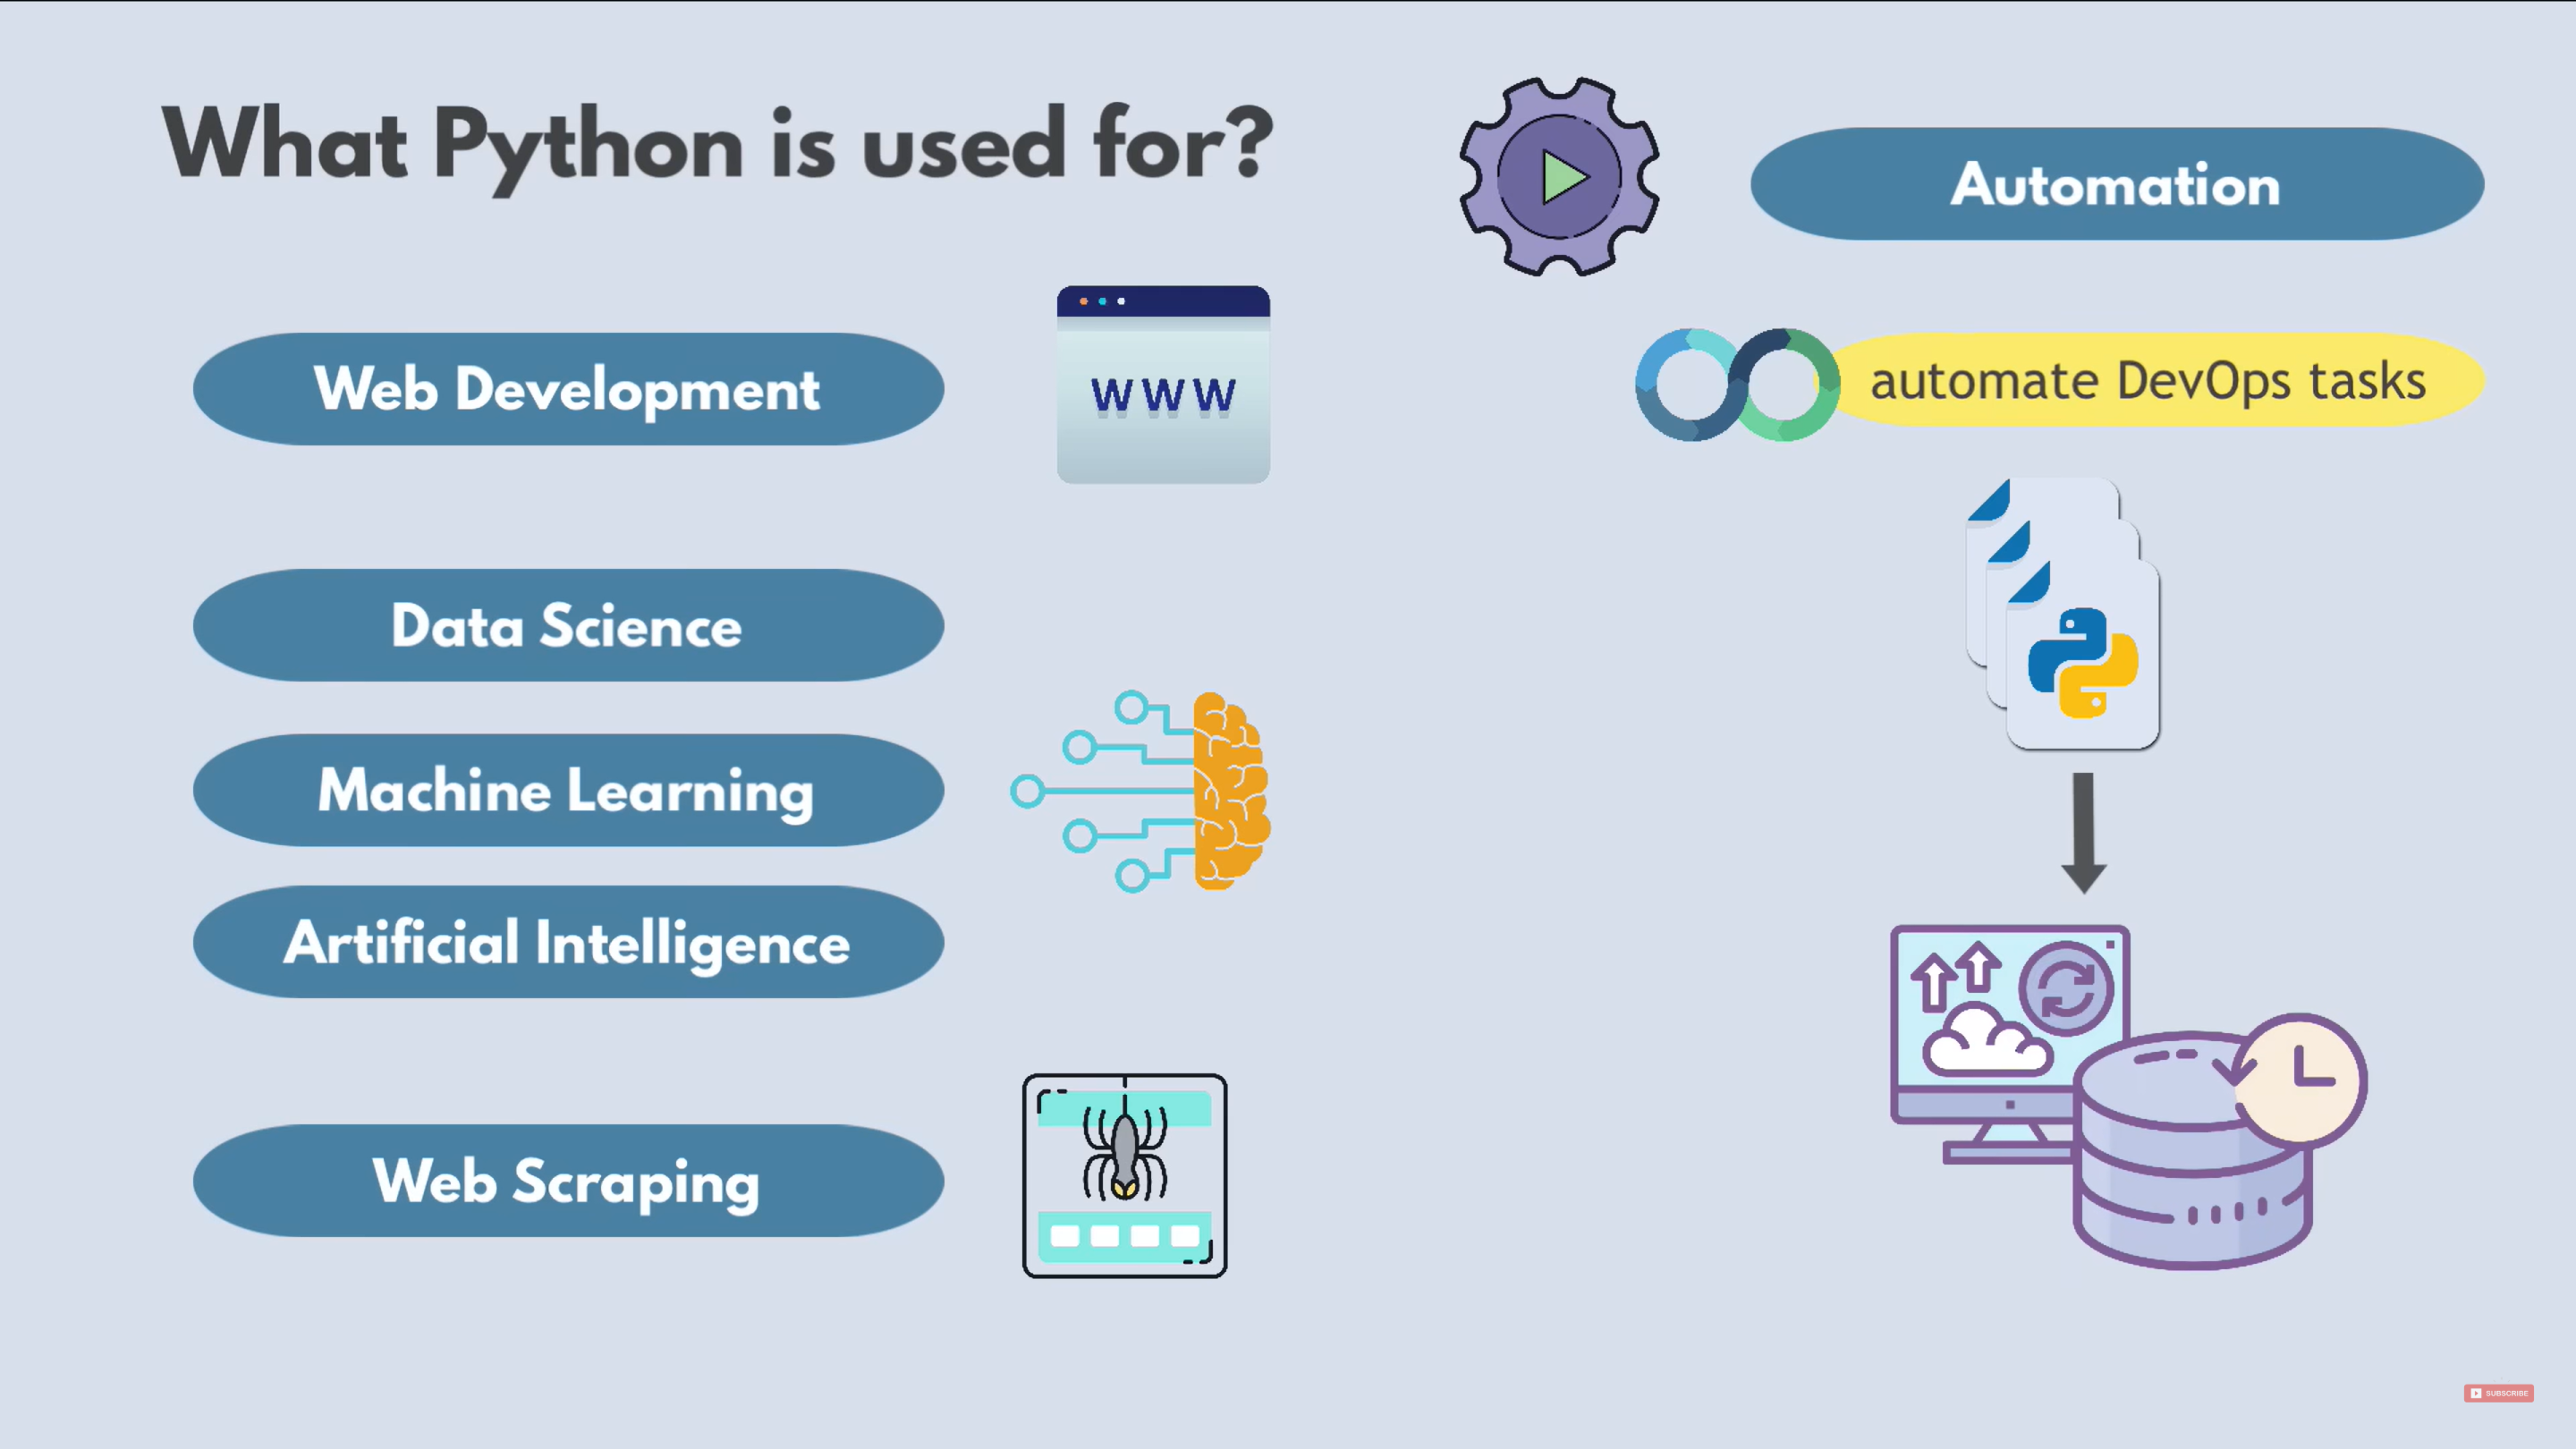 What Python is used for?
Web Development
WWW
Data Science
Machine Learning
Artificial Intelligence
Web Scraping
Automation
automate DevOps tasks
SUBSCRIBE